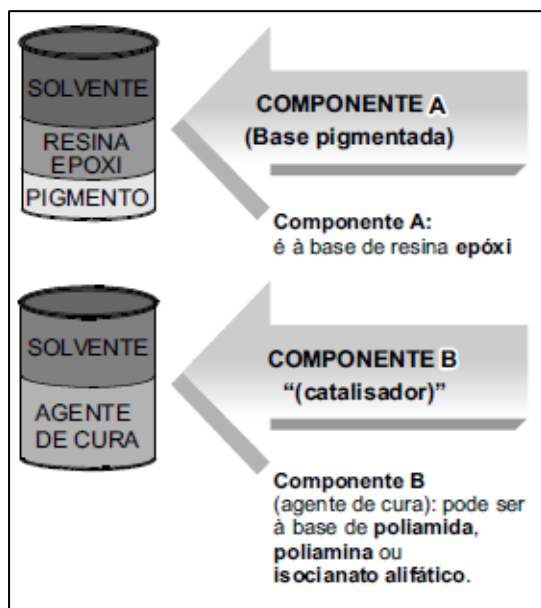 SOLVENTE
RESINA
EPOXI
PIGMENTO
COMPONENTE A
(Base pigmentada)
Componente A:
é à base de resina epóxi
SOLVENTE
AGENTE
DE CURA
COMPONENTE B
“(catalisador)”
Componente B
(agente de cura): pode ser
à base de poliamida,
poliamina ou
isocianato alifático.